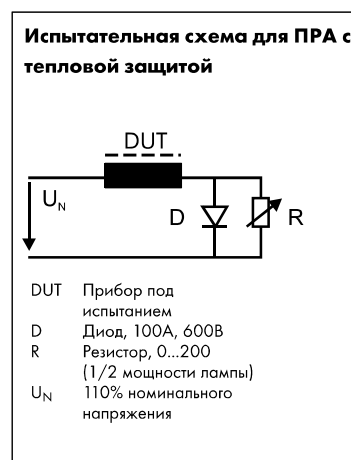 Испытательная схема для ПРА с
тепловой защитой
DUT
U_N
D
R
DUT Прибор под
испытанием
D Диод, 100А, 600В
R Резистор, 0...200
(1/2 мощности лампы)
U_N 110% номинального
напряжения